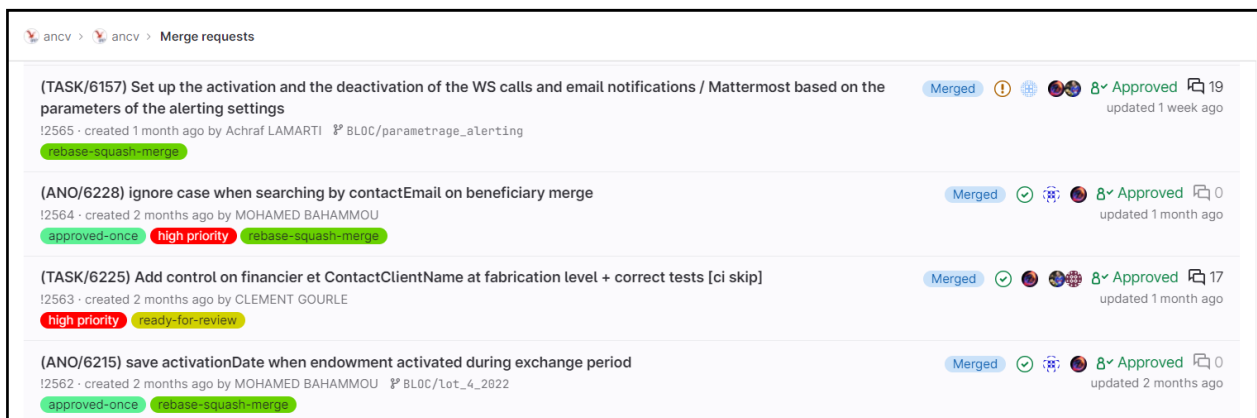 ancv > ancv > Merge requests
(TASK/6157) Set up the activation and the deactivation of the WS calls and email notifications / Mattermost based on the
parameters of the alerting settings
Merged Approved 19
updated 1 week ago
!2565 · created 1 month ago by Achraf LAMARTI BLOC/parametrage_alerting
rebase-squash-merge
(ANO/6228) ignore case when searching by contactEmail on beneficiary merge
Merged Approved 0
!2564 · created 2 months ago by MOHAMED BAHAMMOU
updated 1 month ago
approved-once high priority rebase-squash-merge
(TASK/6225) Add control on financier et ContactClientName at fabrication level + correct tests [ci skip]
Merged Approved 17
!2563 · created 2 months ago by CLEMENT GOURLE
updated 1 month ago
high priority ready-for-review
(ANO/6215) save activationDate when endowment activated during exchange period
Merged Approved 0
!2562 · created 2 months ago by MOHAMED BAHAMMOU BLOC/lot_4_2022
updated 2 months ago
approved-once rebase-squash-merge